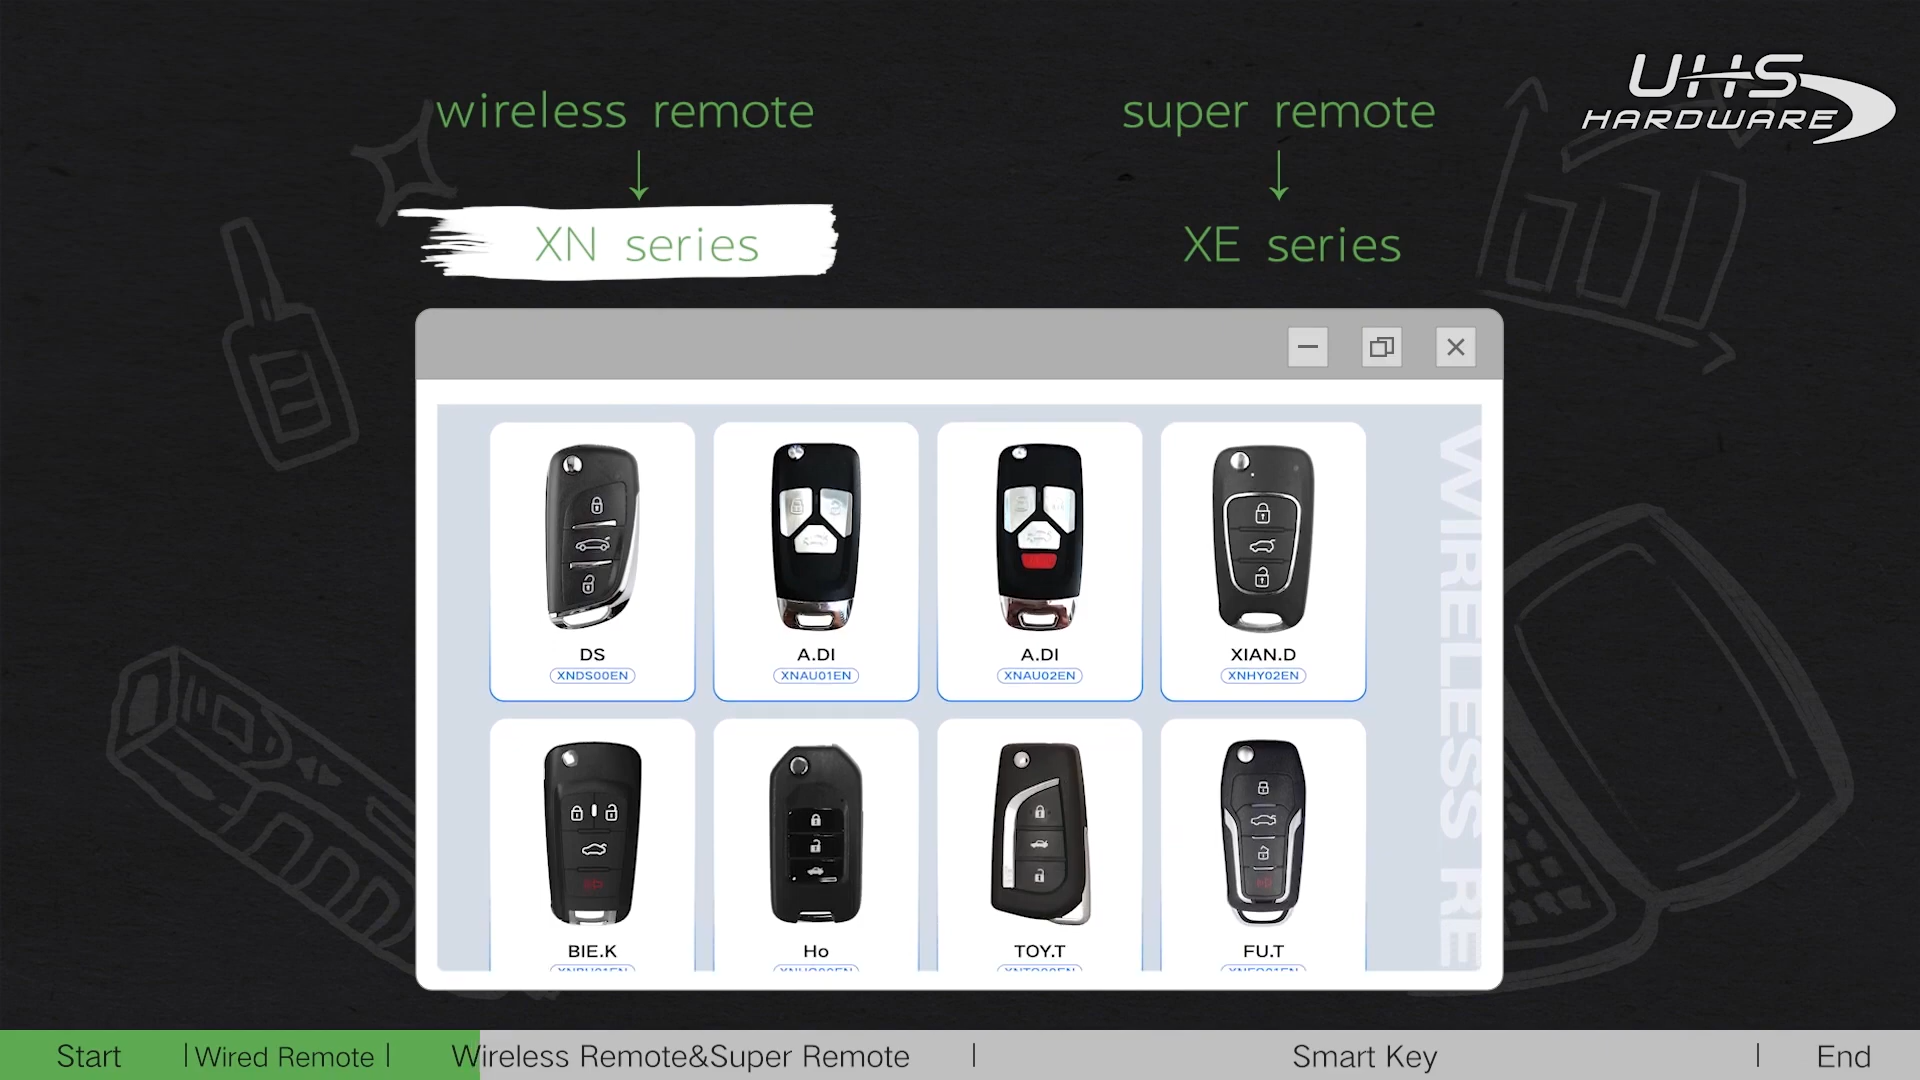 UHS
HARDWARE
wireless remote
super remote
XN series
XE series
DS
XNDS00EN
A.DI
XNAU01EN
A.DI
XNAU02EN
XIAN.D
XNHY02EN
BIE.K
Ho
TOY.T
FU.T
WIRELESS RE
Start
Wired Remote
Wireless Remote&Super Remote
Smart Key
End